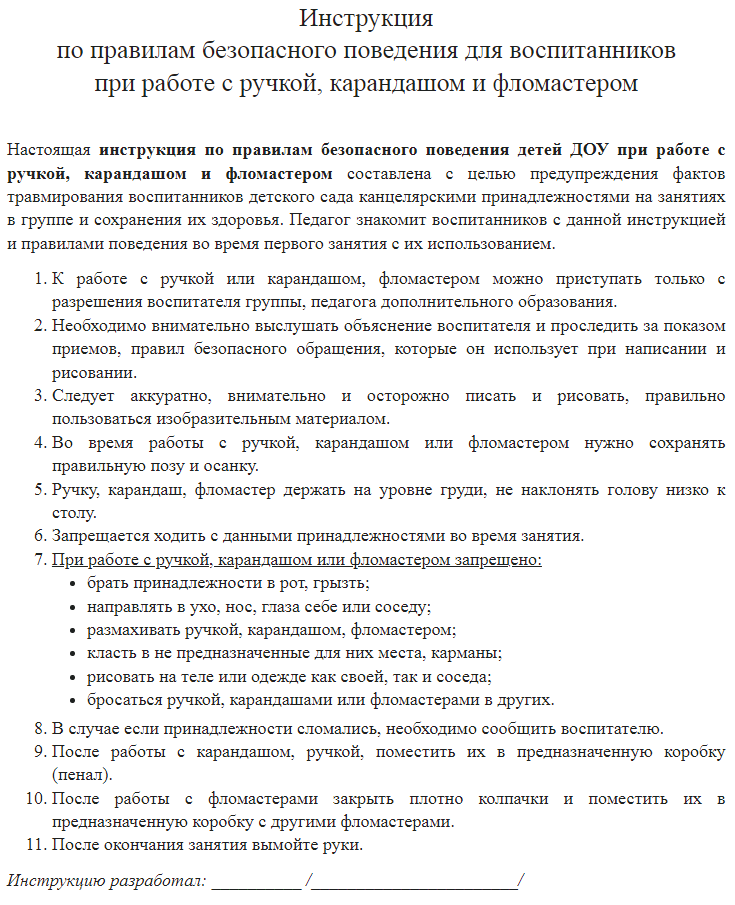 Инструкция
по правилам безопасного поведения для воспитанников
при работе с ручкой, карандашом и фломастером
Настоящая инструкция по правилам безопасного поведения детей ДОУ при работе с
ручкой, карандашом и фломастером составлена с целью предупреждения фактов
травмирования воспитанников детского сада канцелярскими принадлежностями на занятиях
в группе и сохранения их здоровья. Педагог знакомит воспитанников с данной инструкцией
и правилами поведения во время первого занятия с их использованием.
1. К работе с ручкой или карандашом, фломастером можно приступать только с
разрешения воспитателя группы, педагога дополнительного образования.
2. Необходимо внимательно выслушать объяснение воспитателя и проследить за показом
приемов, правил безопасного обращения, которые он использует при написании и
рисовании.
3. Следует аккуратно, внимательно и осторожно писать и рисовать, правильно
пользоваться изобразительным материалом.
4. Во время работы с ручкой, карандашом или фломастером нужно сохранять
правильную позу и осанку.
5. Ручку, карандаш, фломастер держать на уровне груди, не наклонять голову низко к
столу.
6. Запрещается ходить с данными принадлежностями во время занятия.
7. При работе с ручкой, карандашом или фломастером запрещено:
• брать принадлежности в рот, грызть;
• направлять в ухо, нос, глаза себе или соседу;
• размахивать ручкой, карандашом, фломастером;
• класть в не предназначенные для них места, карманы;
• рисовать на теле или одежде как своей, так и соседа;
• бросаться ручкой, карандашами или фломастерами в других.
8. В случае если принадлежности сломались, необходимо сообщить воспитателю.
9. После работы с карандашом, ручкой, поместить их в предназначенную коробку
(пенал).
10. После работы с фломастерами закрыть плотно колпачки и поместить их в
предназначенную коробку с другими фломастерами.
11. После окончания занятия вымойте руки.
Инструкцию разработал: __________ /_______________________/